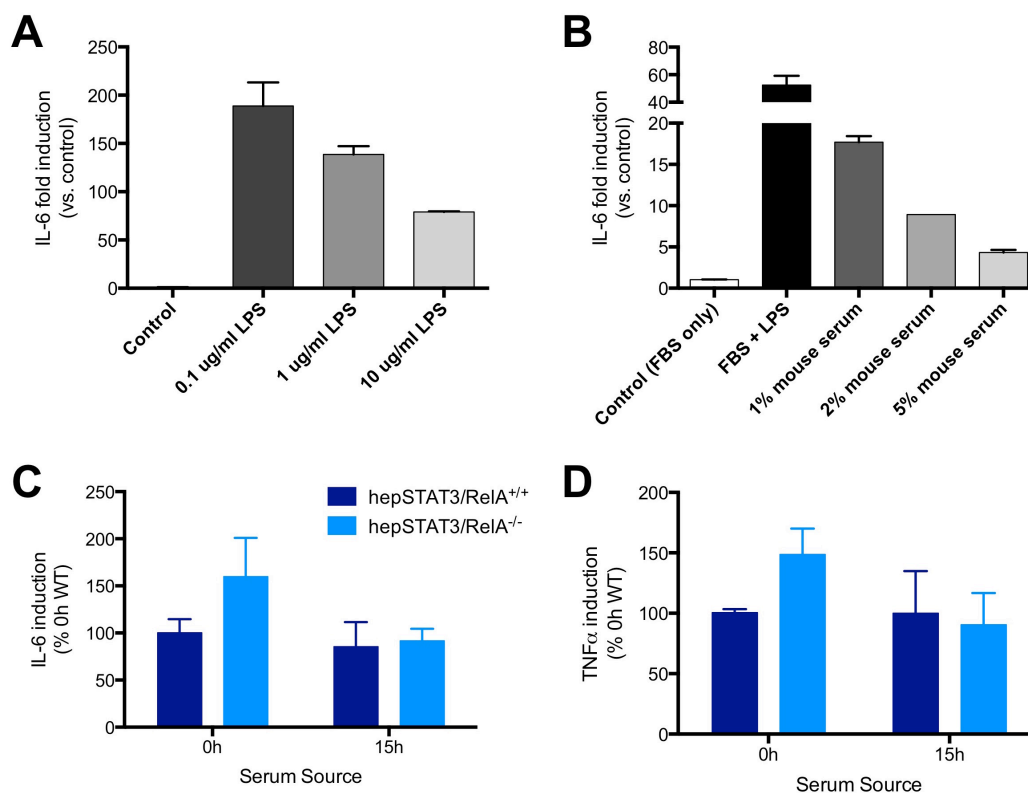 A
IL-6 fold induction
(vs. control)
250
200
150
100
50
0
Control
0.1 ug/ml LPS
1 ug/ml LPS
10 ug/ml LPS
B
IL-6 fold induction
(vs. control)
80
60
40
20
15
10
5
0
Control (FBS only)
FBS + LPS
1% mouse serum
2% mouse serum
5% mouse serum
C
IL-6 induction
(% 0h WT)
250
200
150
100
50
0
hepSTAT3/RelA+/+
hepSTAT3/RelA-/-
0h
15h
Serum Source
D
TNFα induction
(% 0h WT)
200
150
100
50
0
0h
15h
Serum Source